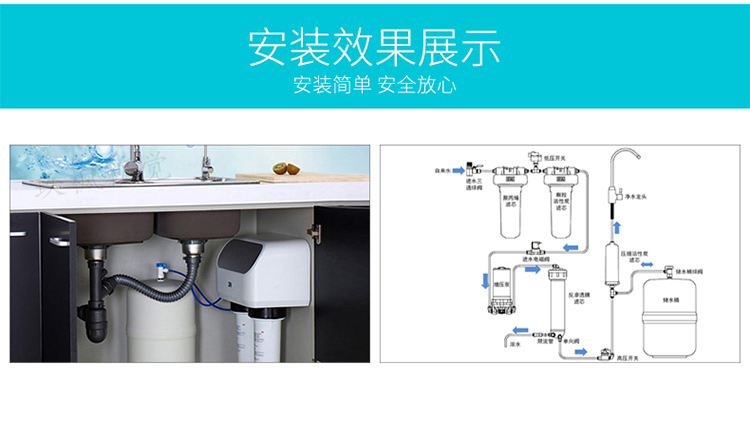 安装效果展示
安装简单 安全放心
低压开关
自来水
进水三
通球阀
聚丙烯
滤芯
颗粒
活性炭
滤芯
净水龙头
进水电磁阀
压缩活性炭
滤芯
储水桶球阀
增压泵
反渗透膜
滤芯
储水桶
废水
限流管
单向阀
高压开关